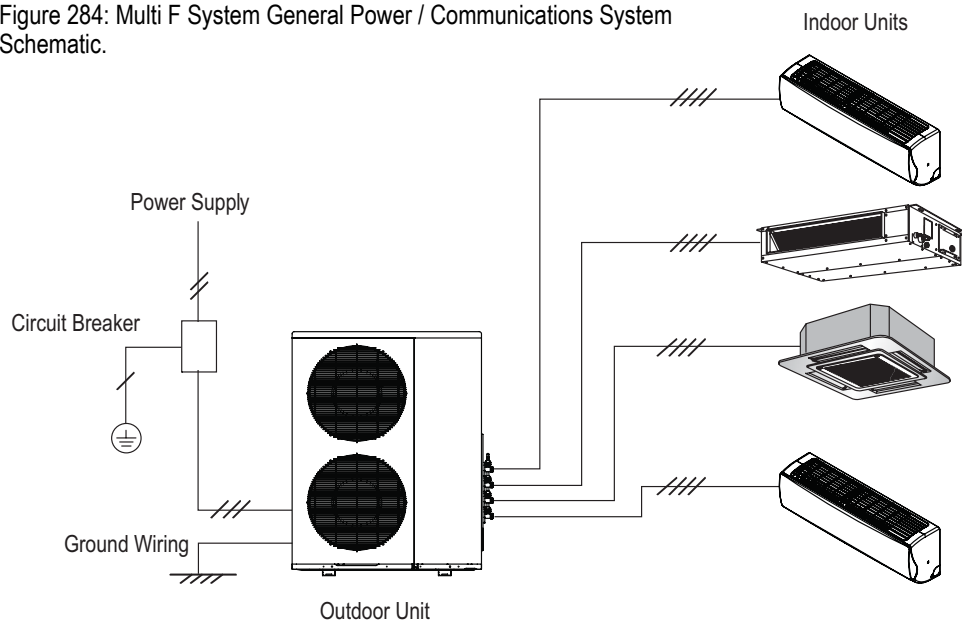 Figure 284: Multi F System General Power / Communications System
Schematic.
Indoor Units
Power Supply
Circuit Breaker
Ground Wiring
Outdoor Unit